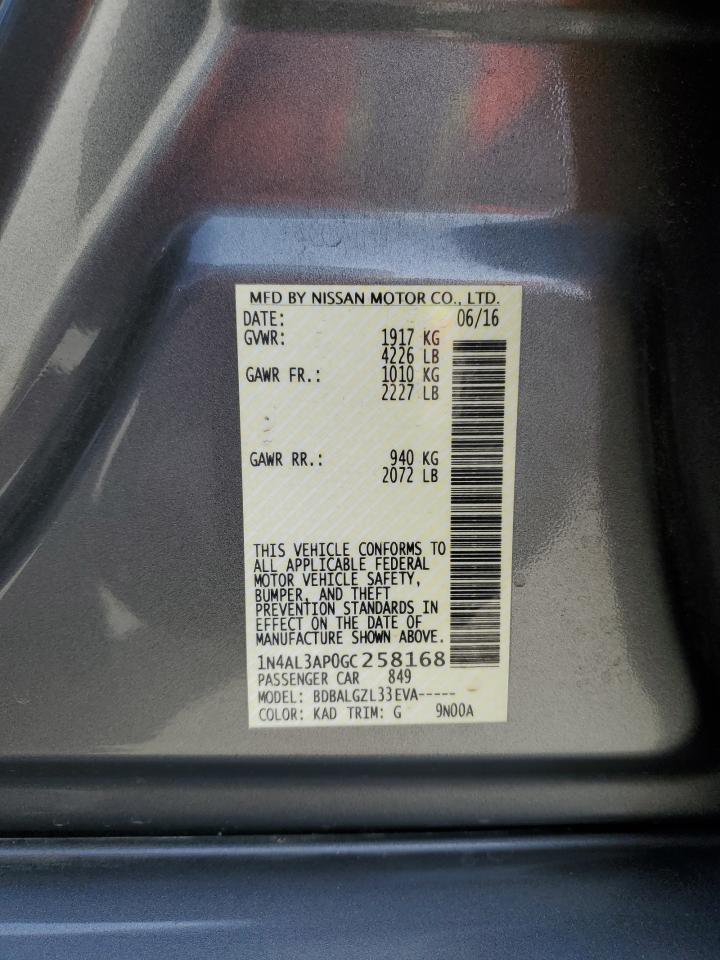 MFD BY NISSAN MOTOR CO., LTD.
DATE: 06/16
GVWR: 1917 KG
4226 LB
GAWR FR.: 1010 KG
2227 LB
GAWR RR.: 940 KG
2072 LB
THIS VEHICLE CONFORMS TO
ALL APPLICABLE FEDERAL
MOTOR VEHICLE SAFETY,
BUMPER, AND THEFT
PREVENTION STANDARDS IN
EFFECT ON THE DATE OF
MANUFACTURE SHOWN ABOVE.
1N4AL3AP0GC258168
PASSENGER CAR 849
MODEL: BDBALGZL33EVA-----
COLOR: KAD TRIM: G 9N00A